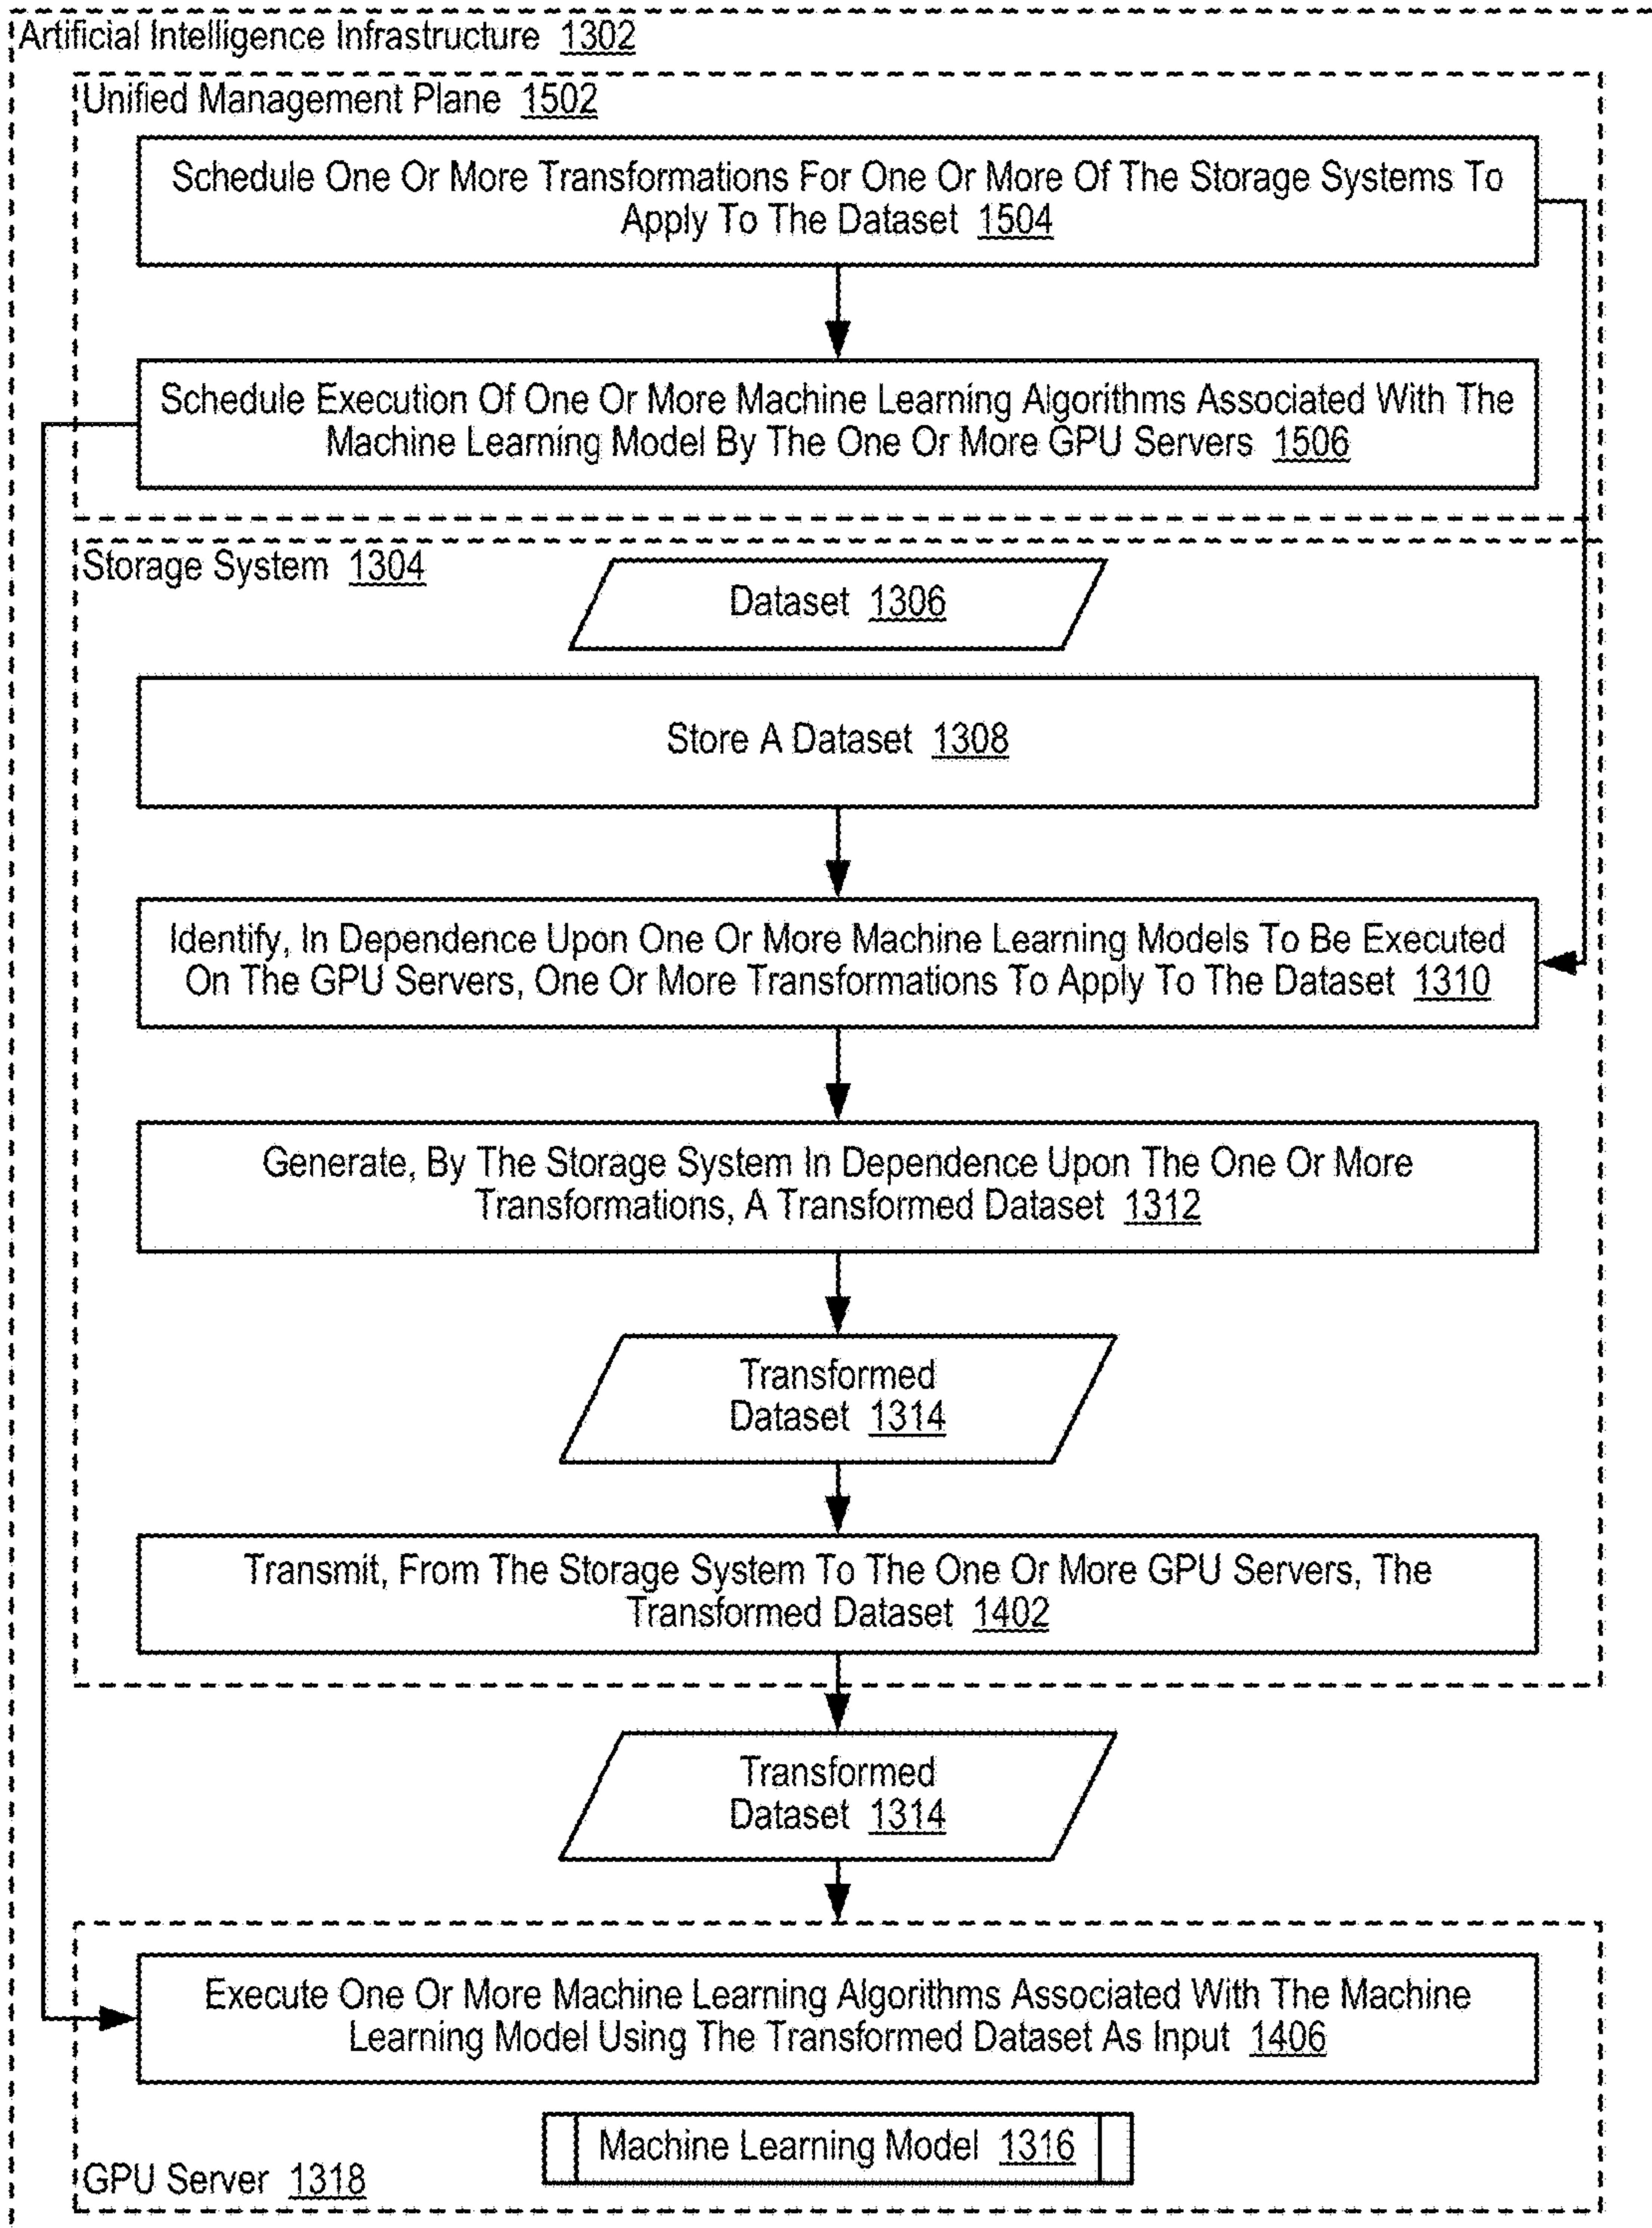 Artificial Intelligence Infrastructure 1302
Unified Management Plane 1502
Schedule One Or More Transformations For One Or More Of The Storage Systems To
Apply To The Dataset 1504
Schedule Execution Of One Or More Machine Learning Algorithms Associated With The
Machine Learning Model By The One Or More GPU Servers 1506
Storage System 1304
Dataset 1306
Store A Dataset 1308
Identify, In Dependence Upon One Or More Machine Learning Models To Be Executed
On The GPU Servers, One Or More Transformations To Apply To The Dataset 1310
Generate, By The Storage System In Dependence Upon The One Or More
Transformations, A Transformed Dataset 1312
Transformed
Dataset 1314
Transmit, From The Storage System To The One Or More GPU Servers, The
Transformed Dataset 1402
Transformed
Dataset 1314
Execute One Or More Machine Learning Algorithms Associated With The Machine
Learning Model Using The Transformed Dataset As Input 1406
Machine Learning Model 1316
GPU Server 1318